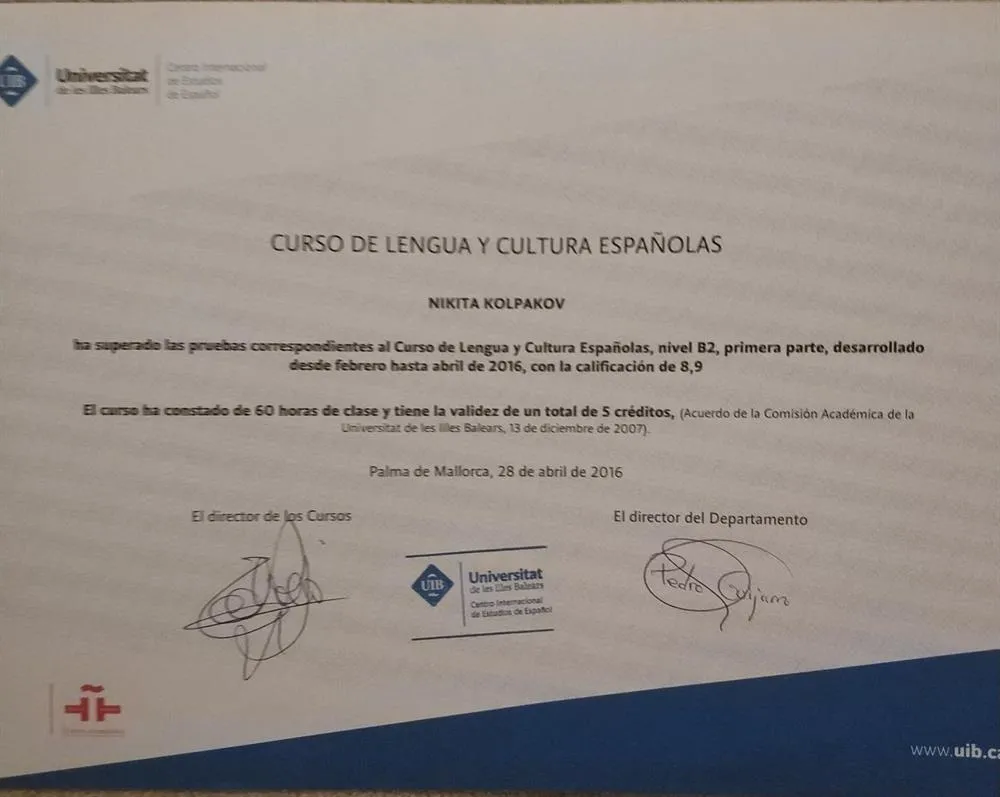 UIB
Universitat
de les Illes Balears
Centro Internacional
de Estudios
de Español
CURSO DE LENGUA Y CULTURA ESPAÑOLAS
NIKITA KOLPAKOV
ha superado las pruebas correspondientes al Curso de Lengua y Cultura Españolas, nivel B2, primera parte, desarrollado
desde febrero hasta abril de 2016, con la calificación de 8,9
El curso ha constado de 60 horas de clase y tiene la validez de un total de 5 créditos, (Acuerdo de la Comisión Académica de la
Universitat de les Illes Balears, 13 de diciembre de 2007).
Palma de Mallorca, 28 de abril de 2016
El director de los Cursos
El director del Departamento
UIB
Universitat
de les Illes Balears
Centro Internacional
de Estudios de Español
Pedro
www.uib.ca